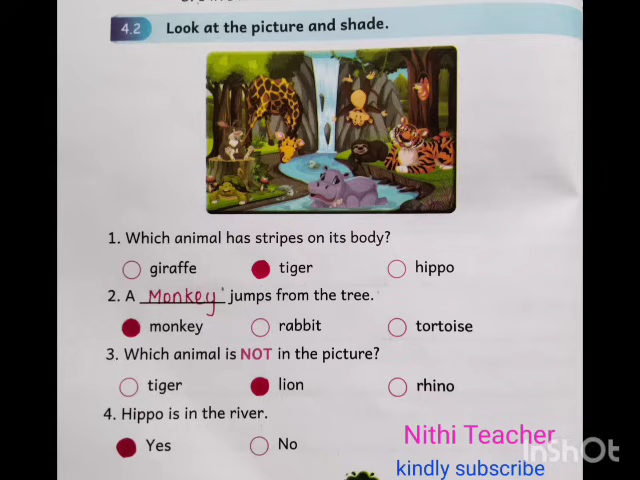 4.2 Look at the picture and shade.
1. Which animal has stripes on its body?
giraffe tiger hippo
2. A Monkey jumps from the tree.
monkey rabbit tortoise
3. Which animal is NOT in the picture?
tiger lion rhino
4. Hippo is in the river.
Yes No
Nithi Teacher
InShOt
kindly subscribe